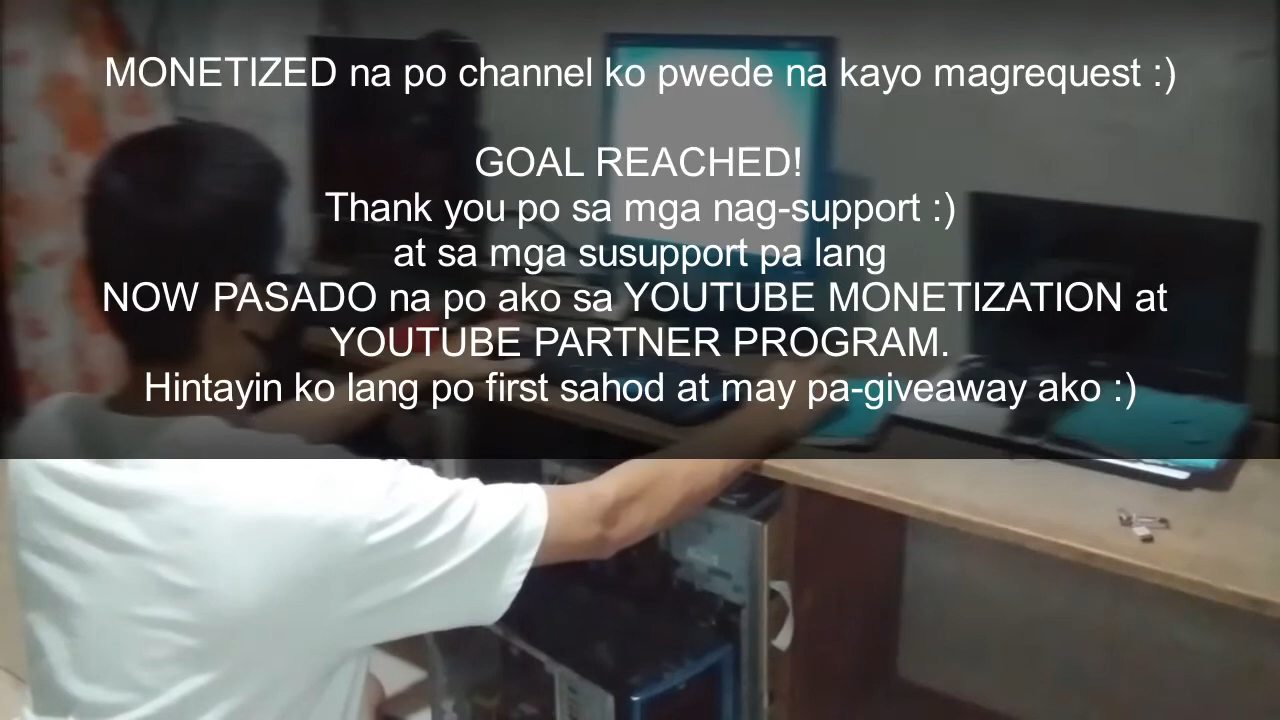 MONETIZED na po channel ko pwede na kayo magrequest :)
GOAL REACHED!
Thank you po sa mga nag-support :)
at sa mga susupport pa lang
NOW PASADO na po ako sa YOUTUBE MONETIZATION at
YOUTUBE PARTNER PROGRAM.
Hintayin ko lang po first sahod at may pa-giveaway ako :)